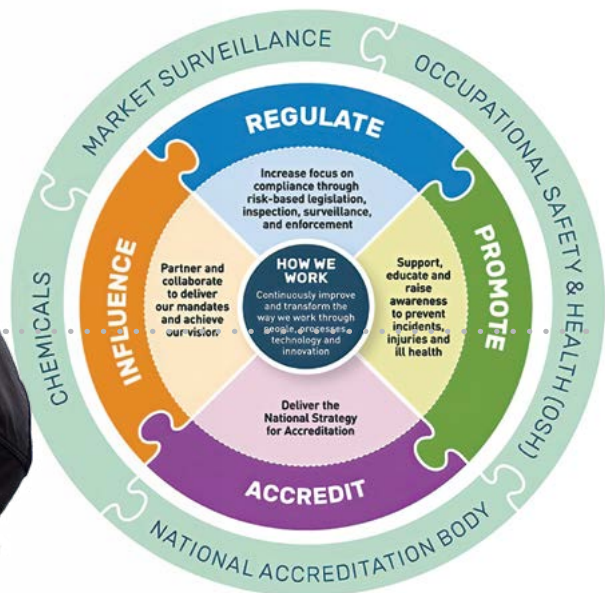 MARKET SURVEILLANCE
OCCUPATIONAL SAFETY & HEALTH (OSH)
NATIONAL ACCREDITATION BODY
CHEMICALS
REGULATE
Increase focus on
compliance through
risk-based legislation,
inspection, surveillance,
and enforcement
PROMOTE
Support,
educate and
raise
awareness
to prevent
incidents,
injuries and
ill health
ACCREDIT
Deliver the
National Strategy
for Accreditation
INFLUENCE
Partner and
collaborate
to deliver
our mandates
and achieve
our vision.
HOW WE
WORK
Continuously improve
and transform the
way we work through
people, processes,
technology and
innovation